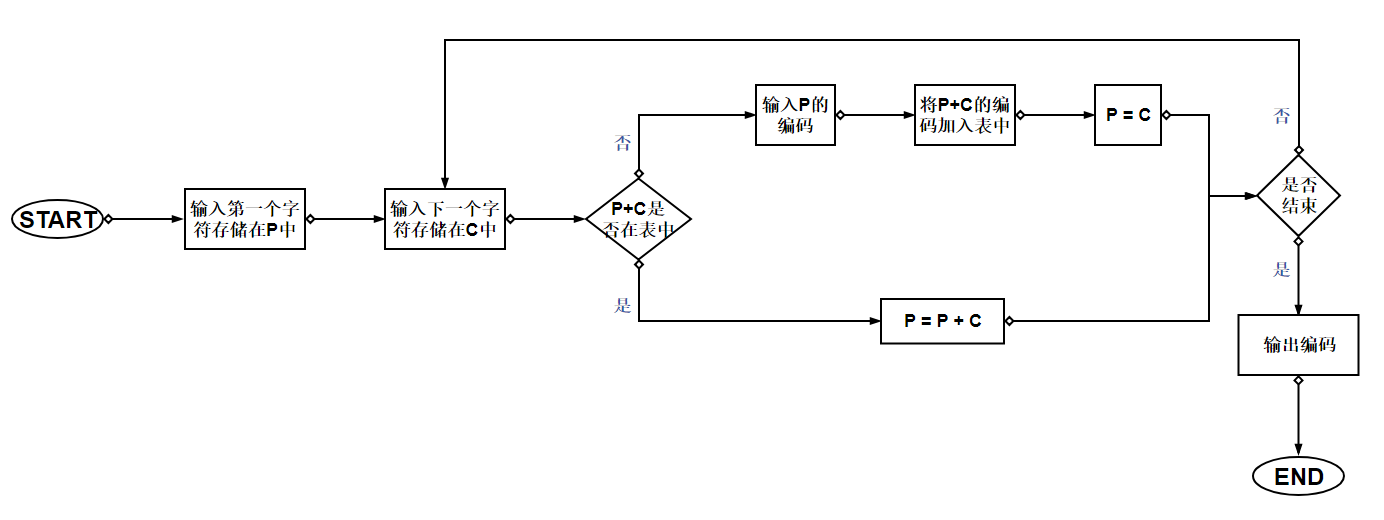 START
输入第一个字
符存储在P中
输入下一个字
符存储在C中
P+C是
否在表中
否
输入P的
编码
将P+C的编
码加入表中
P = C
是
P = P + C
否
是否
结束
是
输出编码
END